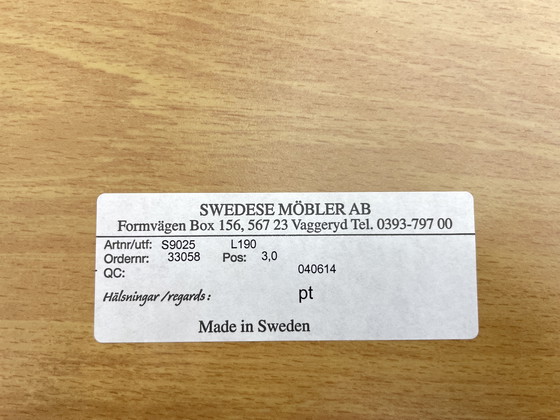 SWEDESE MÖBLER AB
Formvägen Box 156, 567 23 Vaggeryd Tel. 0393-797 00
Artnr/utf: S9025 L190
Ordernr: 33058 Pos: 3,0
QC: 040614
Hälsningar /regards : pt
Made in Sweden